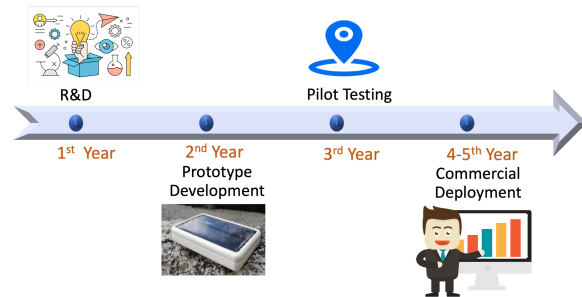 R&D
Pilot Testing
1st Year
2nd Year
3rd Year
4-5th Year
Prototype
Development
Commercial
Deployment